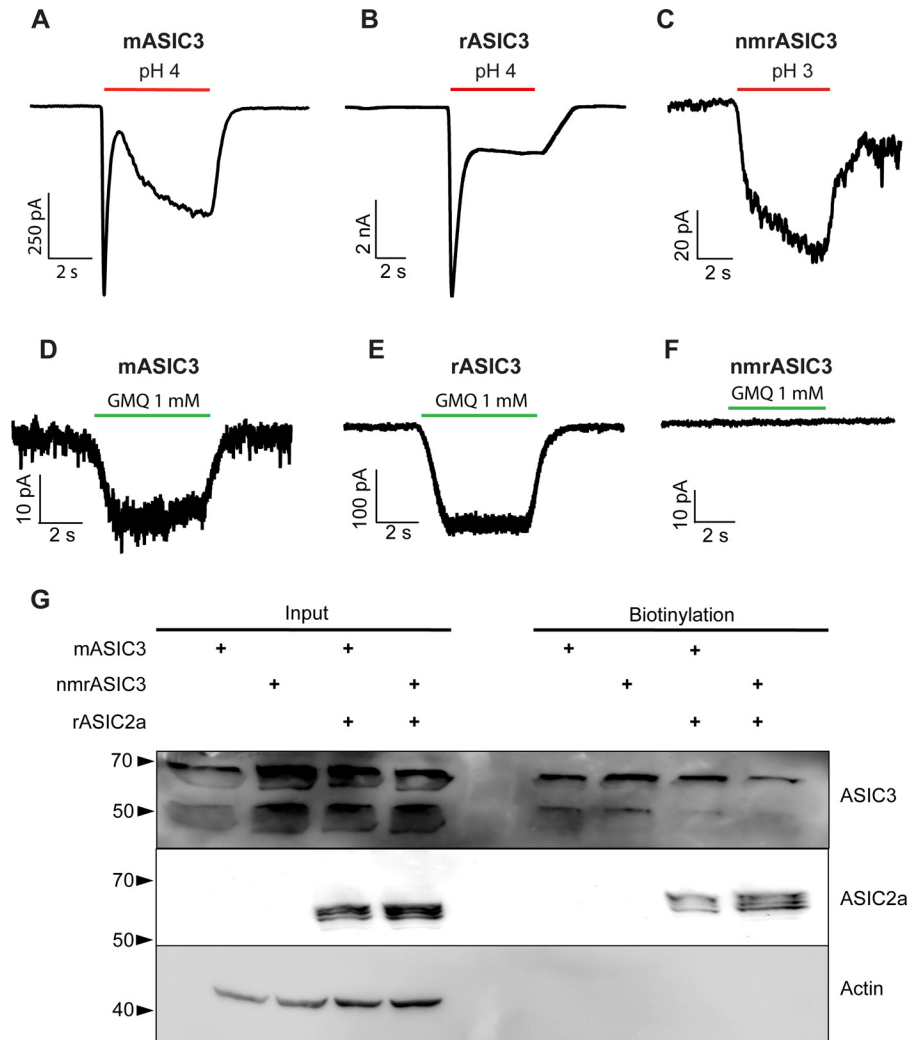 A
mASIC3
pH 4
250 pA
2 s
B
rASIC3
pH 4
2 nA
2 s
C
nmrASIC3
pH 3
20 pA
2 s
D
mASIC3
GMQ 1 mM
10 pA
2 s
E
rASIC3
GMQ 1 mM
100 pA
2 s
F
nmrASIC3
GMQ 1 mM
10 pA
2 s
G
Input Biotinylation
mASIC3 + + + +
nmrASIC3 + + + +
rASIC2a + + + +
70
50
ASIC3
70
50
ASIC2a
40
Actin